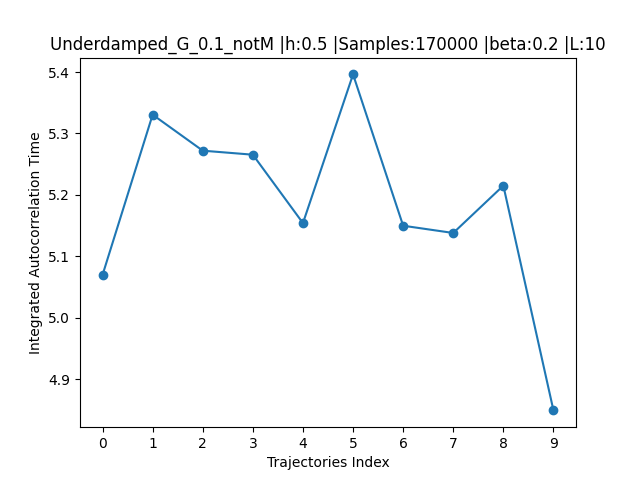 Underdamped_G_0.1_notM |h:0.5 |Samples:170000 |beta:0.2 |L:10
Integrated Autocorrelation Time
5.4
5.3
5.2
5.1
5.0
4.9
0 1 2 3 4 5 6 7 8 9
Trajectories Index